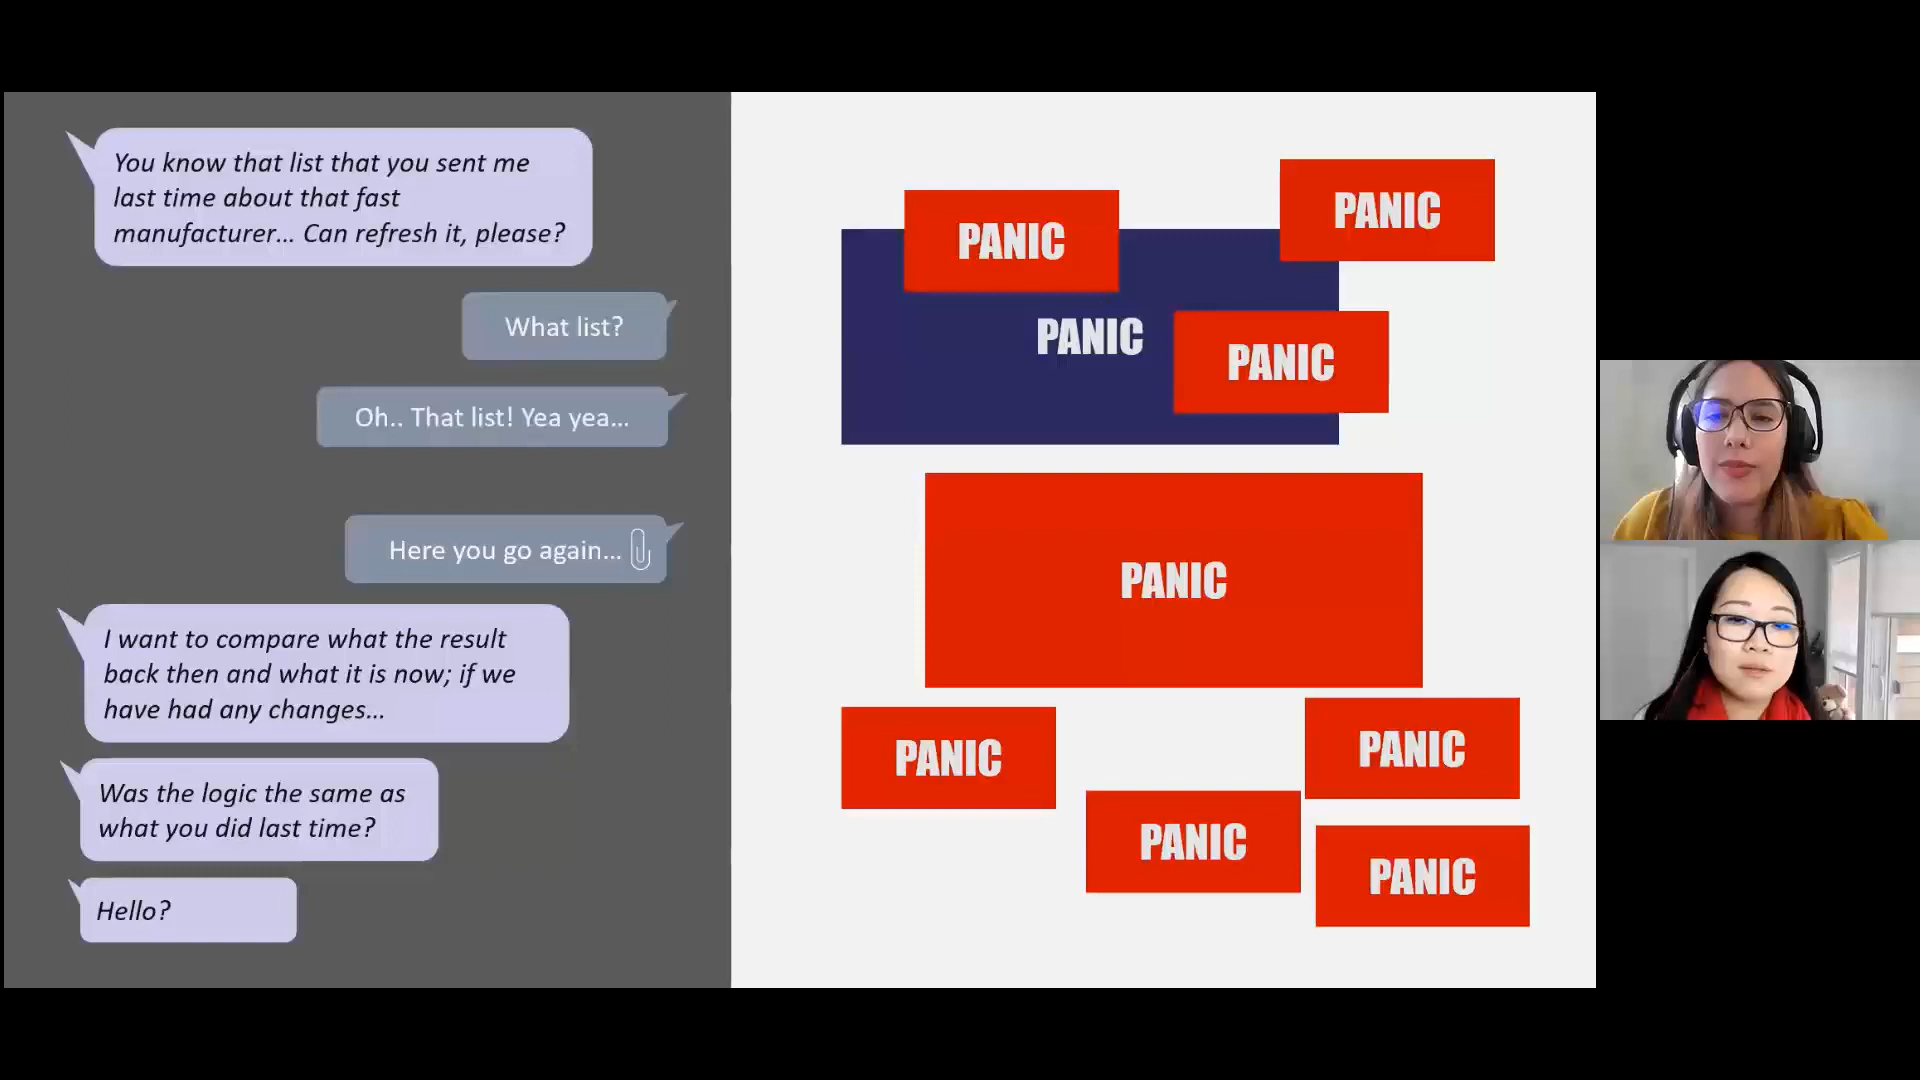 You know that list that you sent me
last time about that fast
manufacturer... Can refresh it, please?
What list?
Oh.. That list! Yea yea...
Here you go again...
I want to compare what the result
back then and what it is now; if we
have had any changes...
Was the logic the same as
what you did last time?
Hello?
PANIC
PANIC
PANIC
PANIC
PANIC
PANIC
PANIC
PANIC
PANIC